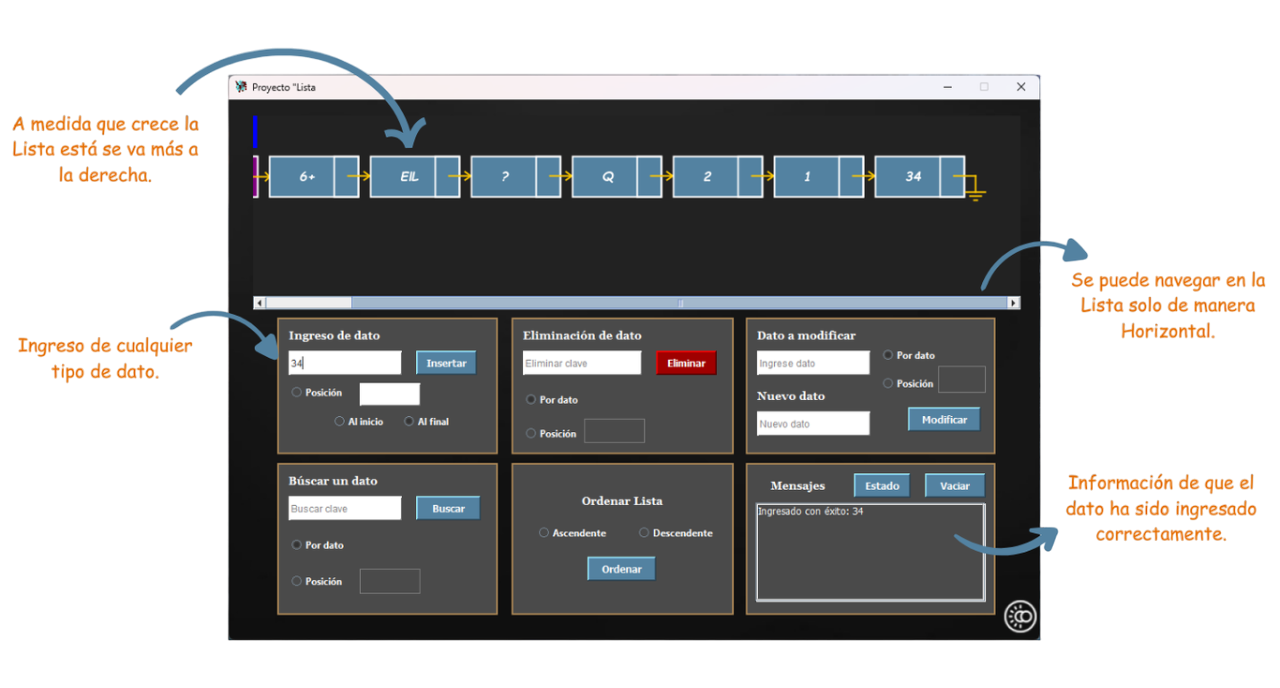 Proyecto "Lista
A medida que crece la
Lista está se va más a
la derecha.
6+
EIL
?
Q
2
1
34
Se puede navegar en la
Lista solo de manera
Horizontal.
Ingreso de cualquier
tipo de dato.
Ingreso de dato
34
Insertar
Posición
Al inicio
Al final
Eliminación de dato
Eliminar clave
Eliminar
Por dato
Posición
Dato a modificar
Ingrese dato
Por dato
Posición
Nuevo dato
Nuevo dato
Modificar
Búscar un dato
Buscar clave
Buscar
Por dato
Posición
Ordenar Lista
Ascendente
Descendente
Ordenar
Mensajes
Estado
Vaciar
Ingresado con éxito: 34
Información de que el
dato ha sido ingresado
correctamente.